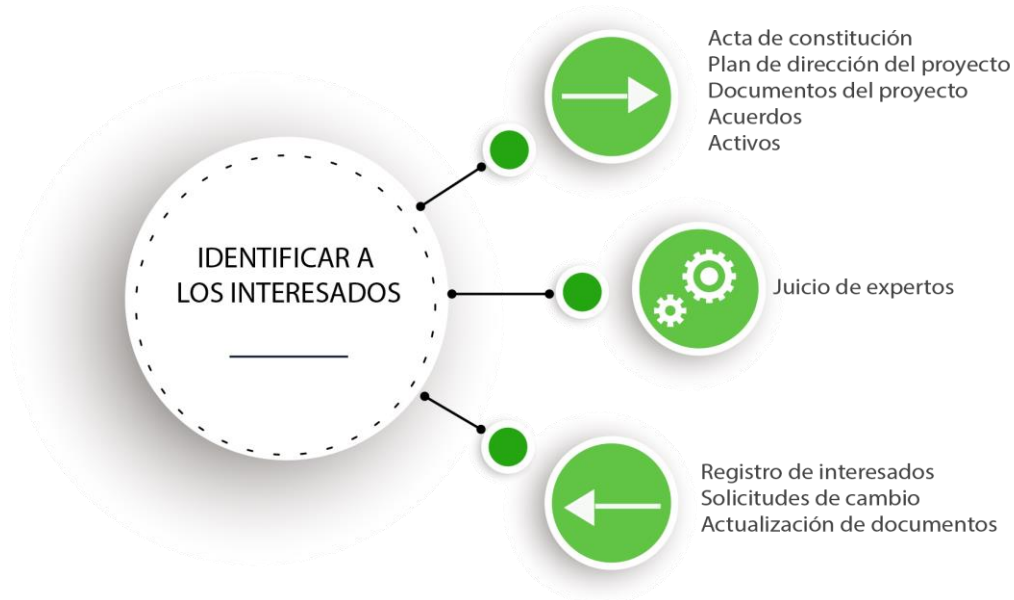 IDENTIFICAR A
LOS INTERESADOS
Acta de constitución
Plan de dirección del proyecto
Documentos del proyecto
Acuerdos
Activos
Juicio de expertos
Registro de interesados
Solicitudes de cambio
Actualización de documentos